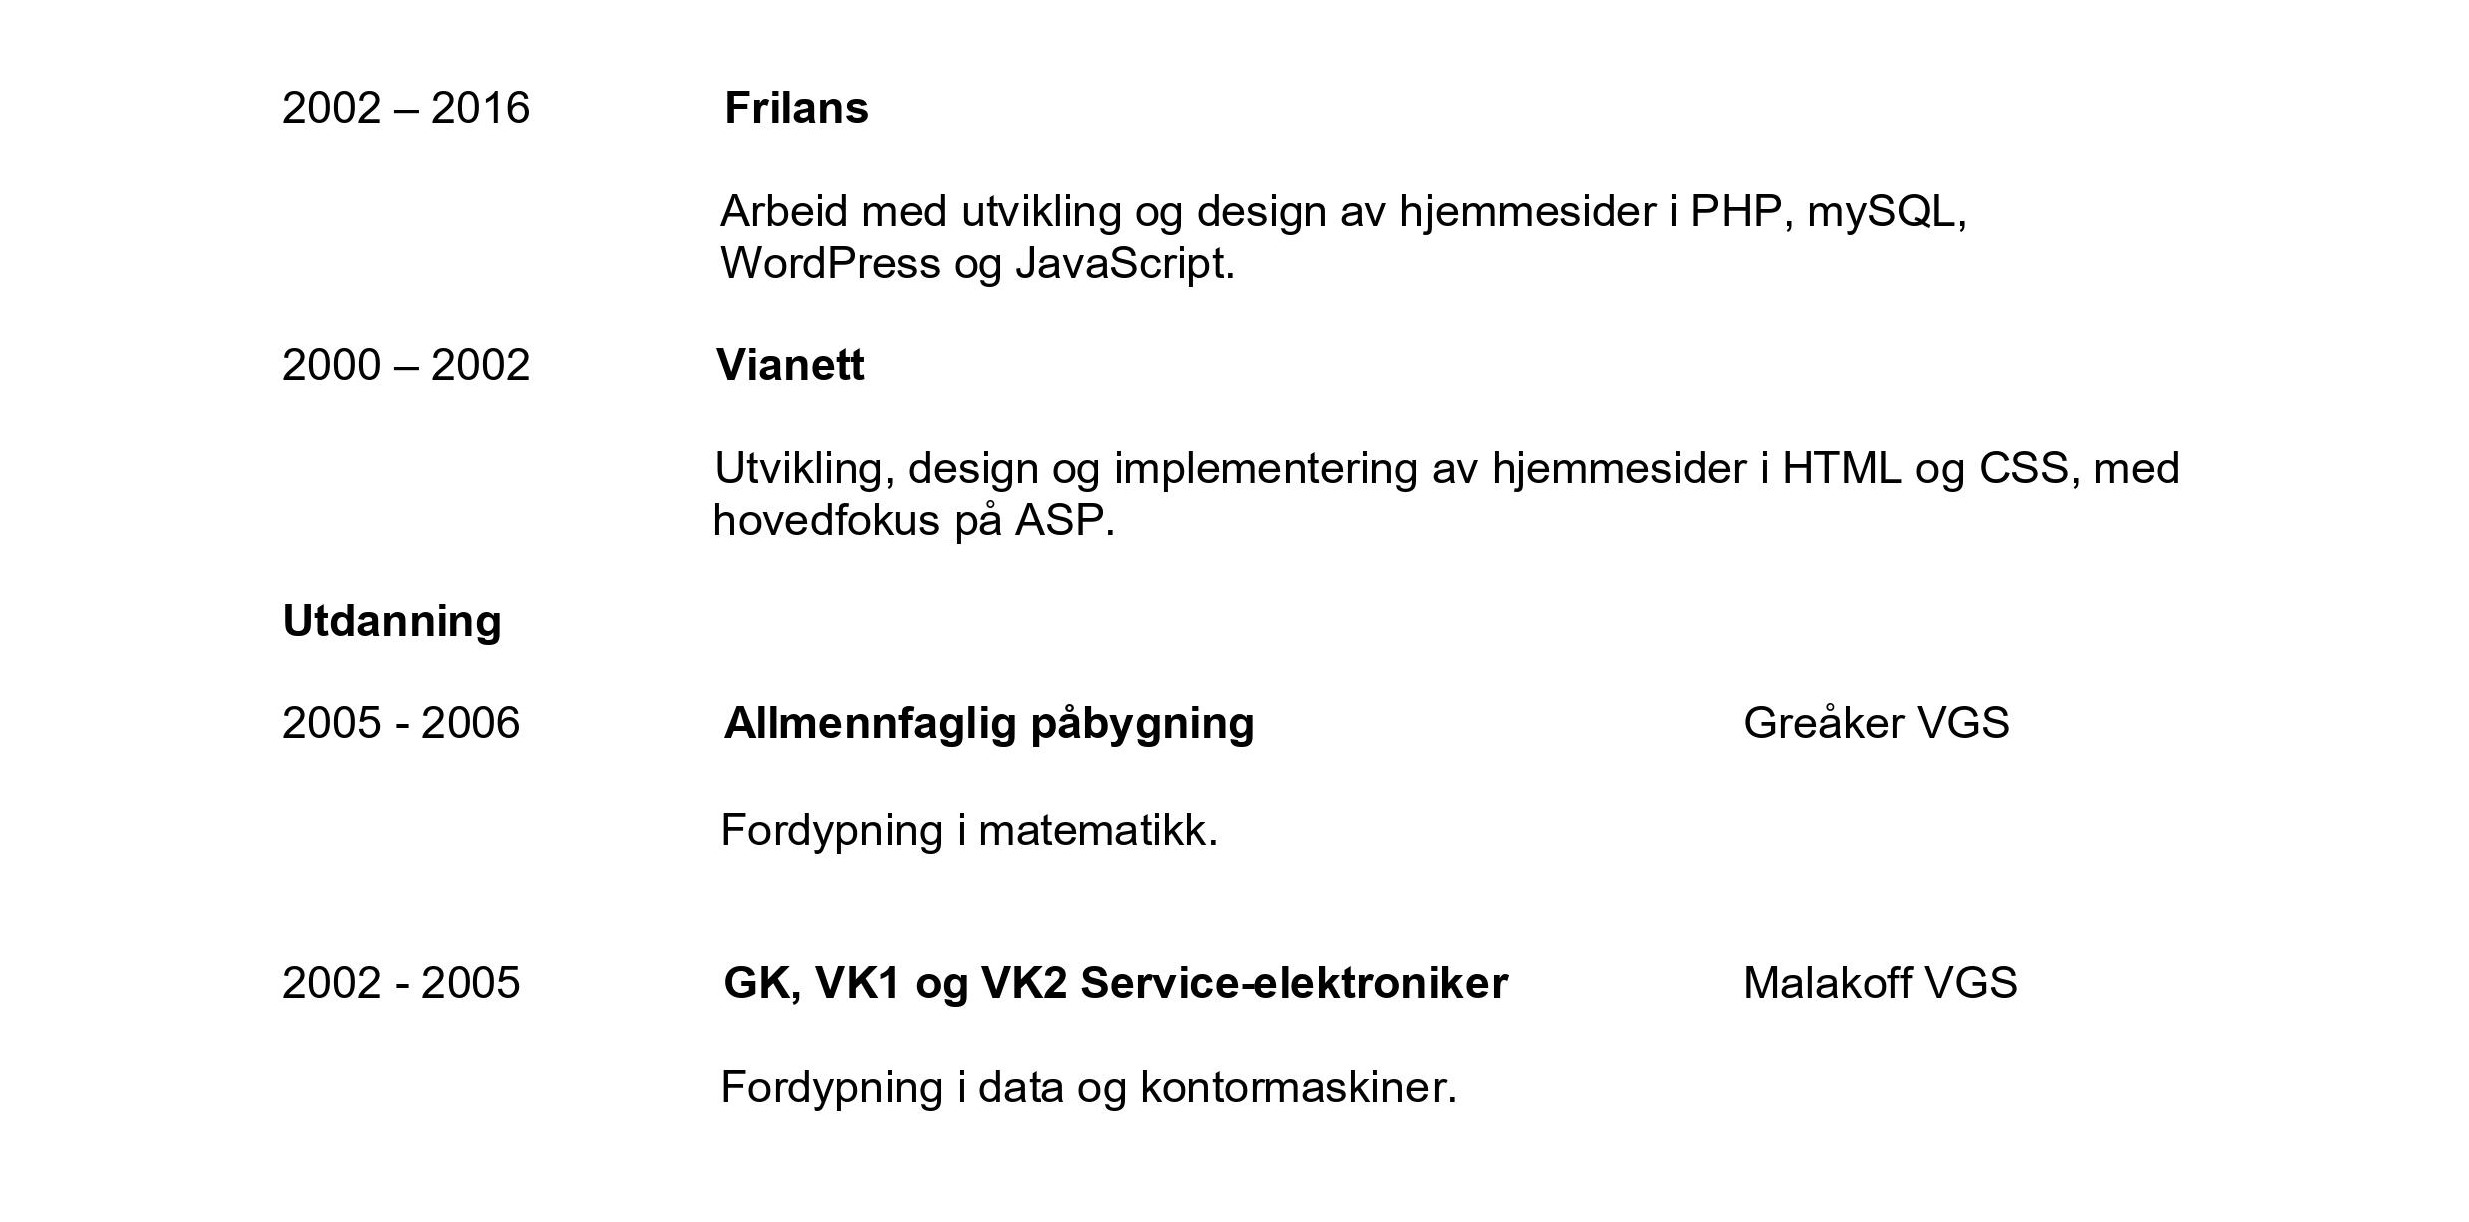 2002 – 2016 Frilans
Arbeid med utvikling og design av hjemmesider i PHP, mySQL,
WordPress og JavaScript.
2000 – 2002 Vianett
Utvikling, design og implementering av hjemmesider i HTML og CSS, med
hovedfokus på ASP.
Utdanning
2005 - 2006 Allmennfaglig påbygning Greåker VGS
Fordypning i matematikk.
2002 - 2005 GK, VK1 og VK2 Service-elektroniker Malakoff VGS
Fordypning i data og kontormaskiner.